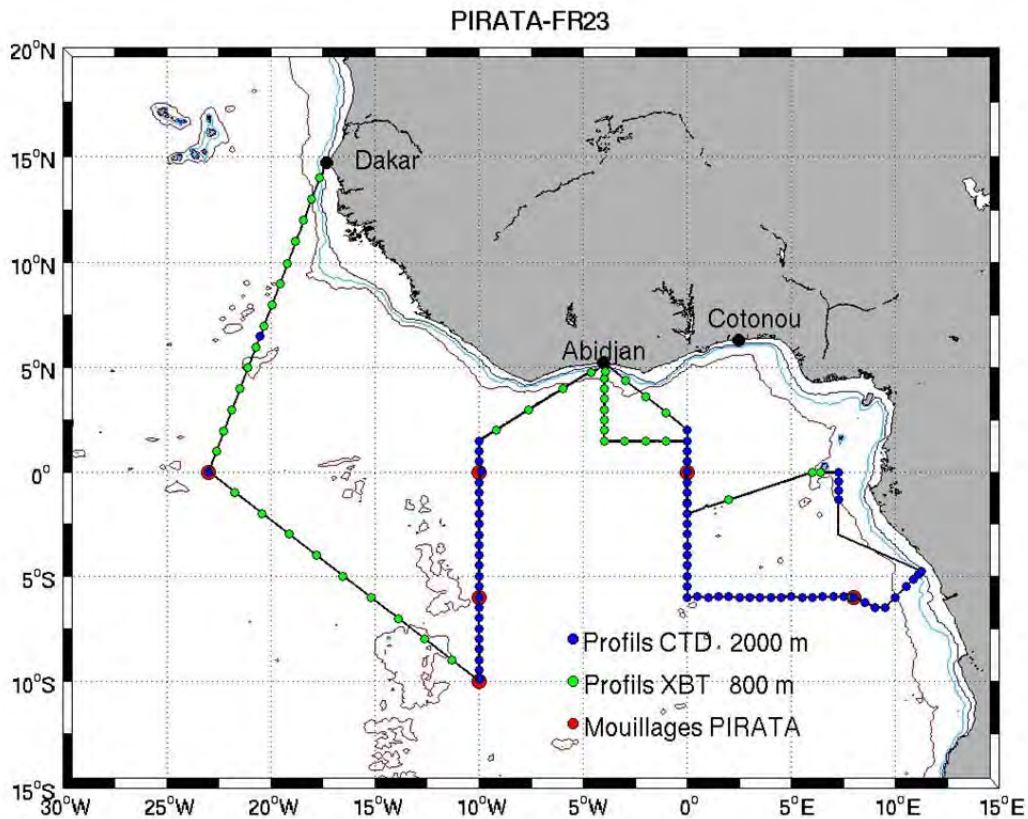 PIRATA-FR23
20°N
15°N
10°N
5°N
0°
5°S
10°S
15°S
30°W 25°W 20°W 15°W 10°W 5°W 0° 5°E 10°E 15°E
Dakar
Cotonou
Abidjan
Profils CTD 2000 m
Profils XBT 800 m
Mouillages PIRATA